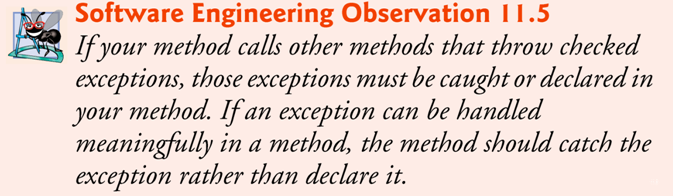 Software Engineering Observation 11.5
If your method calls other methods that throw checked
exceptions, those exceptions must be caught or declared in
your method. If an exception can be handled
meaningfully in a method, the method should catch the
exception rather than declare it.